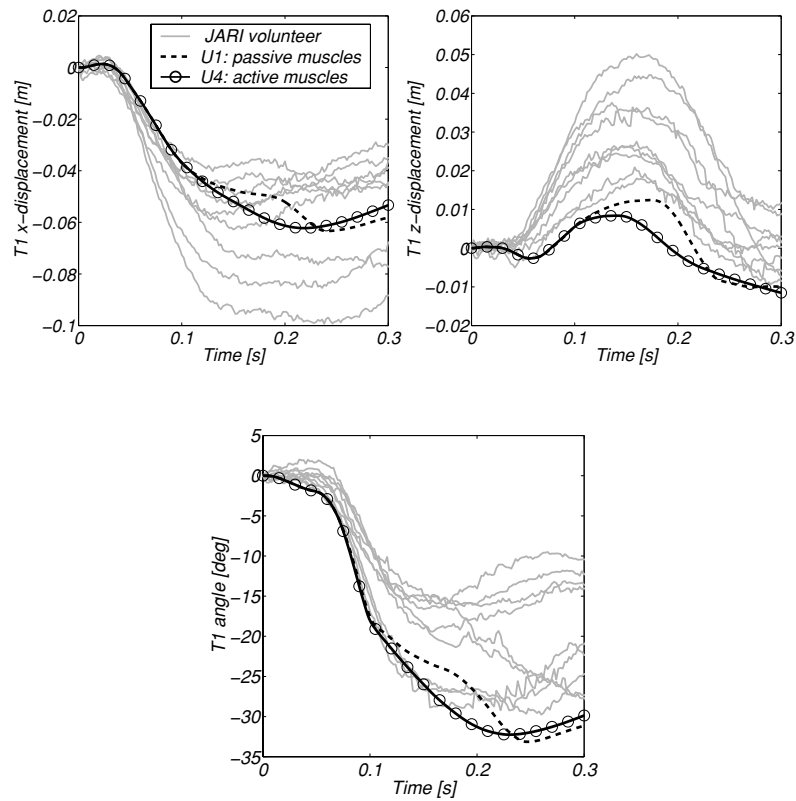 0.02
0
−0.02
−0.04
−0.06
−0.08
−0.1
T1 x−displacement [m]
JARI volunteer
U1: passive muscles
U4: active muscles
0 0.1 0.2 0.3
Time [s]
0.06
0.05
0.04
0.03
0.02
0.01
0
−0.01
−0.02
T1 z−displacement [m]
0 0.1 0.2 0.3
Time [s]
5
0
−5
−10
−15
−20
−25
−30
−35
T1 angle [deg]
0 0.1 0.2 0.3
Time [s]